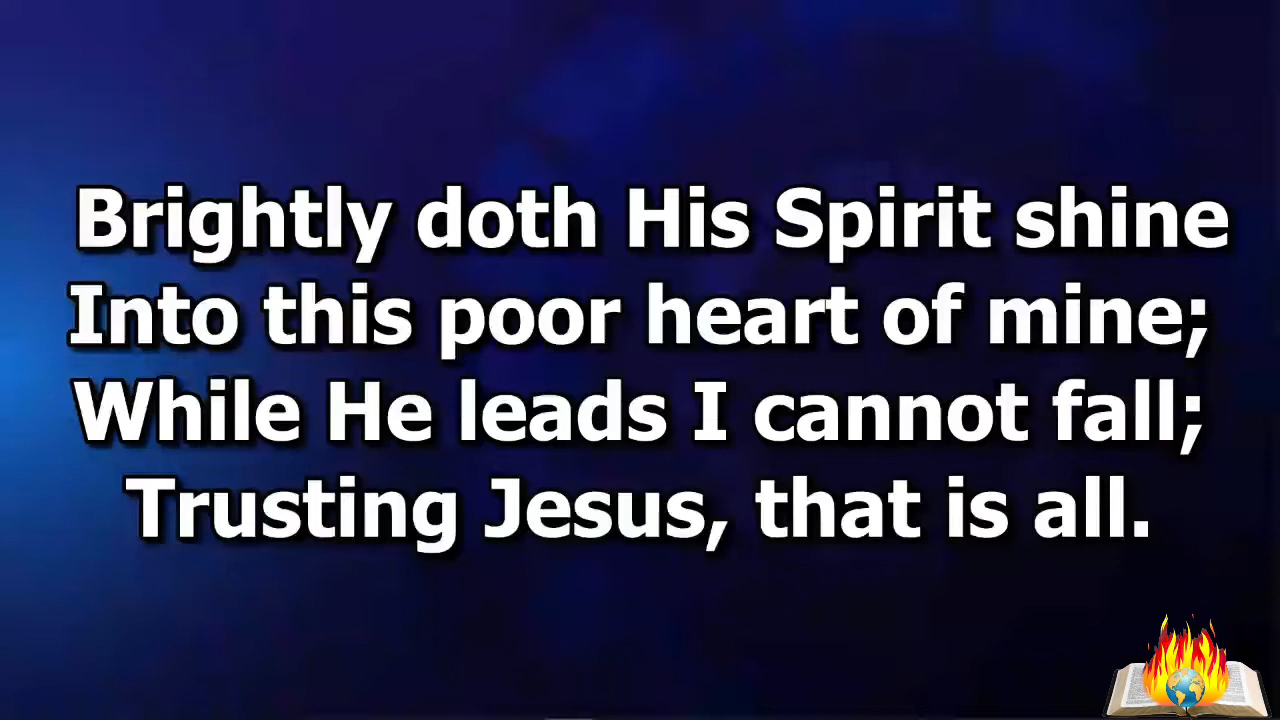 Brightly doth His Spirit shine
Into this poor heart of mine;
While He leads I cannot fall;
Trusting Jesus, that is all.